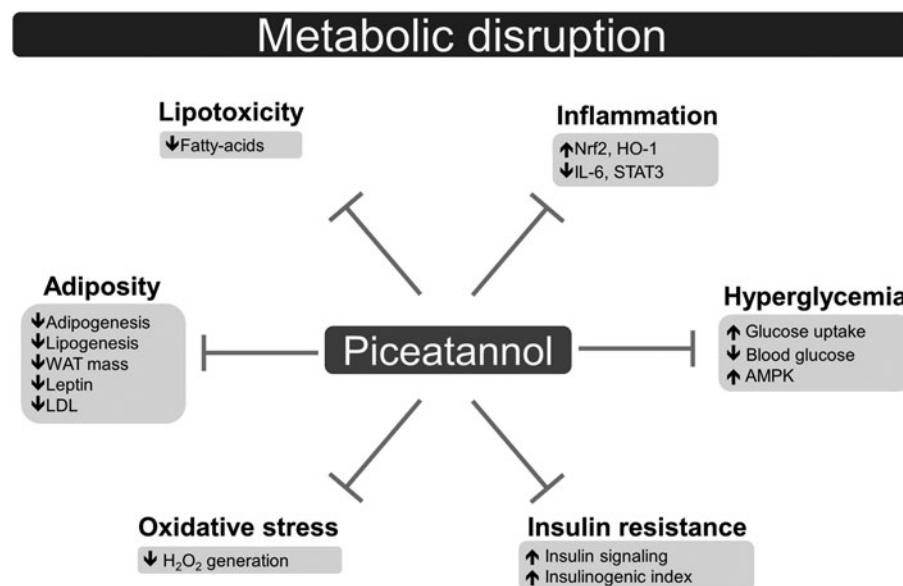 Metabolic disruption
Lipotoxicity
↓Fatty-acids
Inflammation
↑Nrf2, HO-1
↓IL-6, STAT3
Adiposity
↓Adipogenesis
↓Lipogenesis
↓WAT mass
↓Leptin
↓LDL
Piceatannol
Hyperglycemia
↑ Glucose uptake
↓ Blood glucose
↑ AMPK
Oxidative stress
↓ H₂O₂ generation
Insulin resistance
↑ Insulin signaling
↑ Insulinogenic index